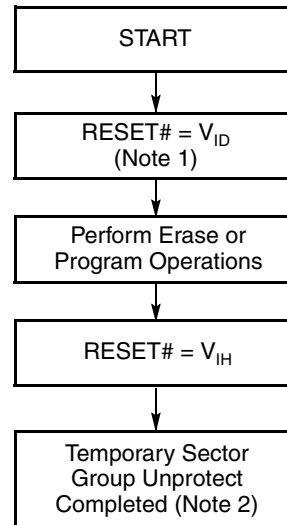 START
RESET# = VID
(Note 1)
Perform Erase or
Program Operations
RESET# = VIH
Temporary Sector
Group Unprotect
Completed (Note 2)